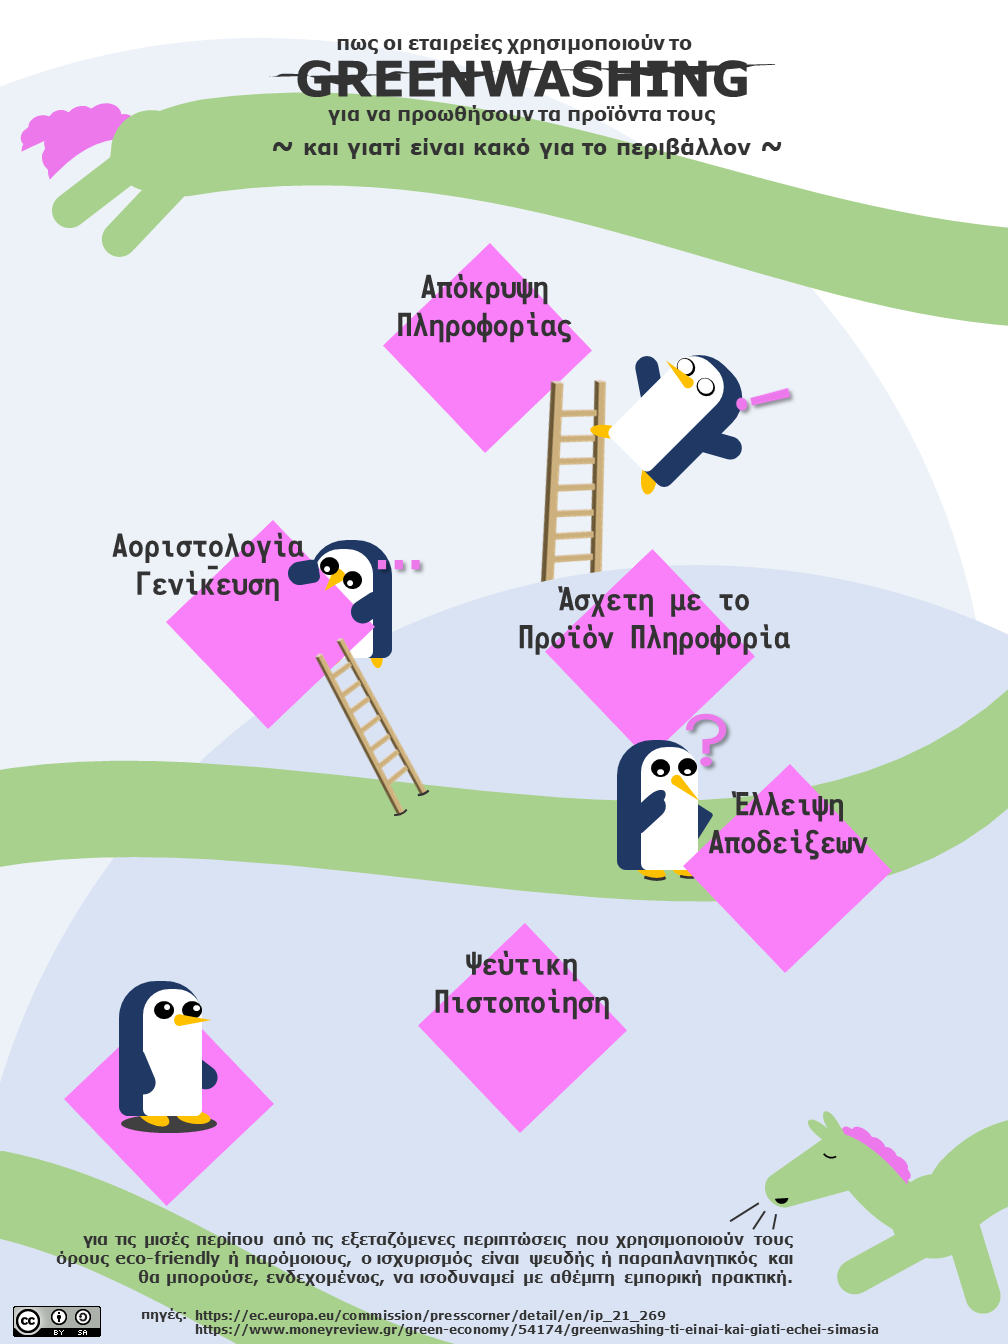 πως οι εταιρείες χρησιμοποιούν το
GREENWASHING
για να προωθήσουν τα προϊόντα τους
~ και γιατί είναι κακό για το περιβάλλον ~
Απόκρυψη
Πληροφορίας
Αοριστολογία
-
Γενίκευση
...
Άσχετη με το
Προϊόν Πληροφορία
?
Έλλειψη
Αποδείξεων
Ψεύτικη
Πιστοποίηση
για τις μισές περίπου από τις εξεταζόμενες περιπτώσεις που χρησιμοποιούν τους
όρους eco-friendly ή παρόμοιους, ο ισχυρισμός είναι ψευδής ή παραπλανητικός και
θα μπορούσε, ενδεχομένως, να ισοδυναμεί με αθέμιτη εμπορική πρακτική.
πηγές: https://ec.europa.eu/commission/presscorner/detail/en/ip_21_269
https://www.moneyreview.gr/green-economy/54174/greenwashing-ti-einai-kai-giati-echei-simasia
cc BY SA